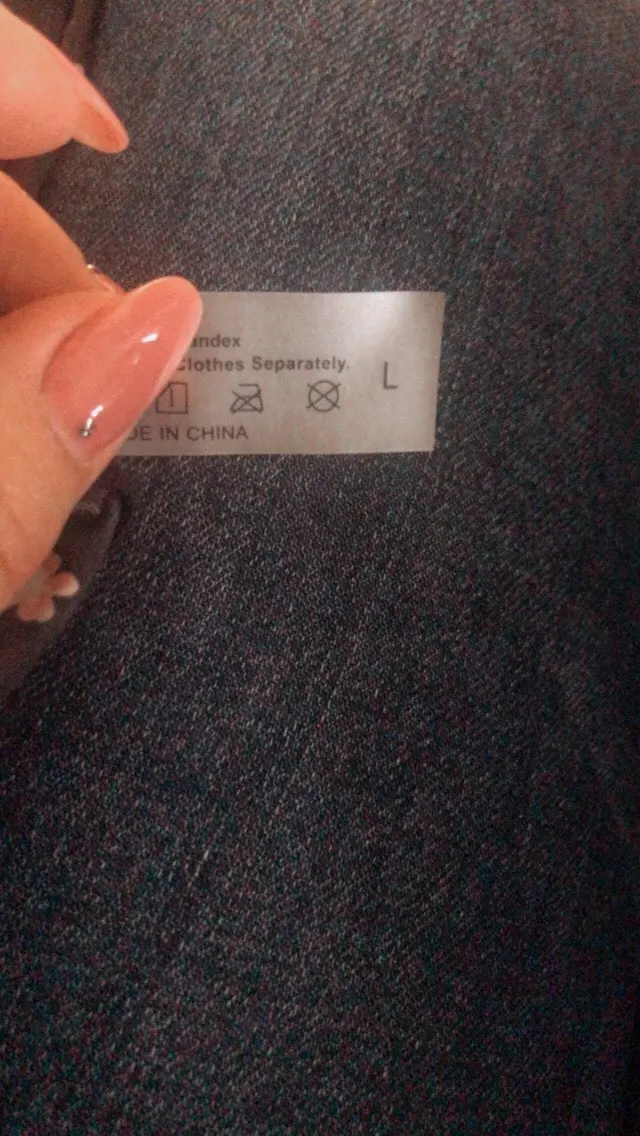 andex
Clothes Separately.
L
DE IN CHINA